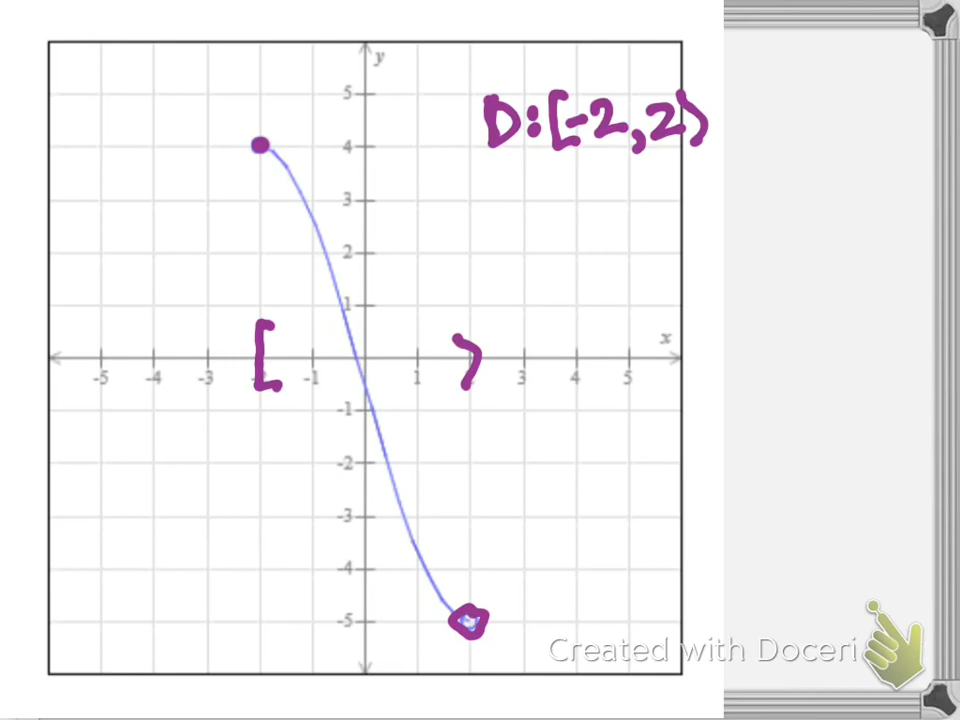 y
5
D:[-2,2)
4
3
2
1
[ )
x
-5 -4 -3 -1 1 3 4 5
-1
-2
-3
-4
-5
Created with Doceri